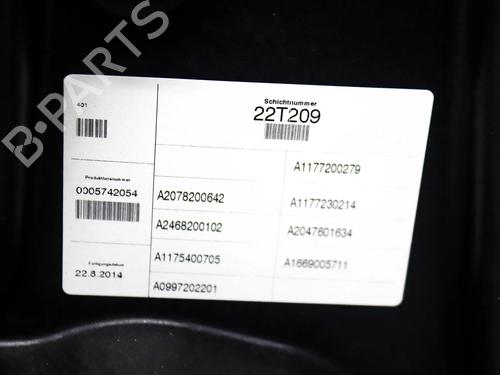 B-PARTS
401
Schichtnummer
22T209
Produktionsnummer
0005742054
Fertigungsdatum
22.8.2014
A2078200642
A2468200102
A1175400705
A0997202201
A1177200279
A1177230214
A2047601634
A1669005711